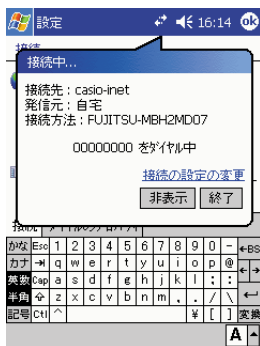 設定 16:14 ok
接続
接続中...
接続先：casio-inet
発信元：自宅
接続方法：FUJITSU-MBH2MD07
00000000 をﾀﾞｲﾔﾙ中
接続の設定の変更
非表示 終了
かな Esc 1 2 3 4 5 6 7 8 9 0 - ←BS
カナ →| q w e r t y u i o p @ ← →
英数 Cap a s d f g h j k l ; :
半角 ⇧ z x c v b n m , . / \ ↵
記号 Ctl ^ ¥ [ ] 変換
A